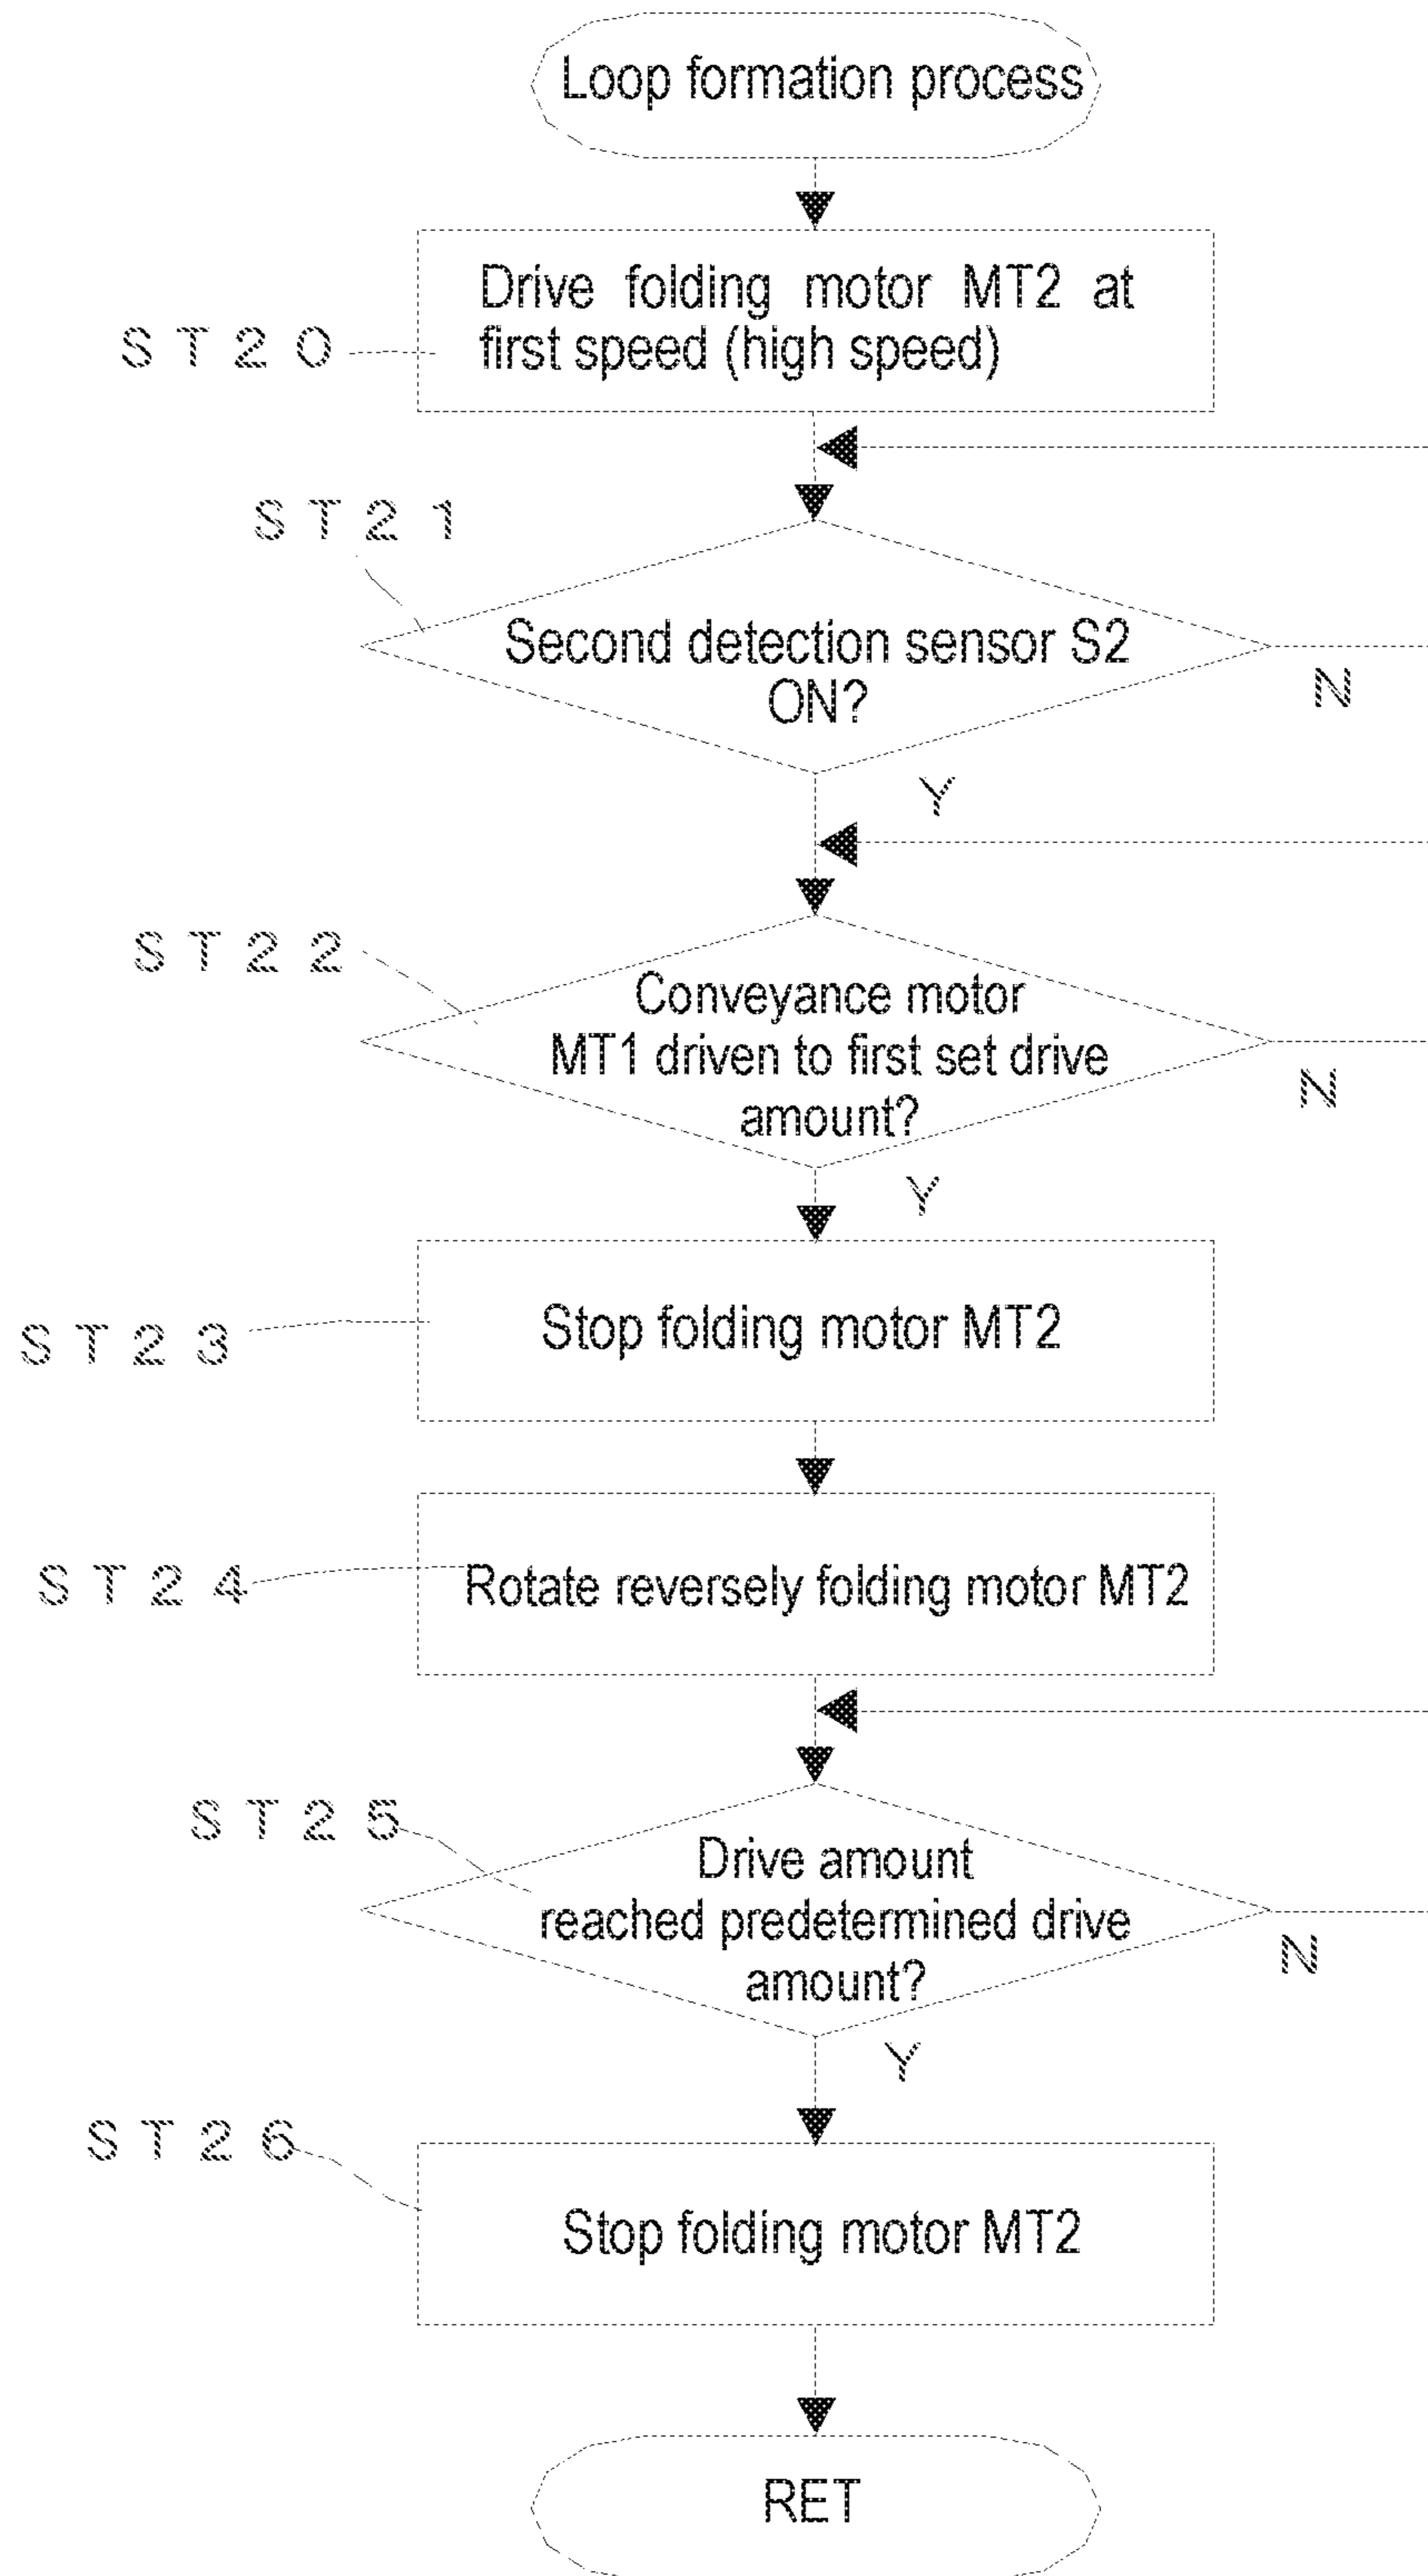 Loop formation process
Drive folding motor MT2 at
first speed (high speed)
ST20
ST21
Second detection sensor S2
ON?
N
Y
ST22
Conveyance motor
MT1 driven to first set drive
amount?
N
Y
ST23
Stop folding motor MT2
ST24
Rotate reversely folding motor MT2
ST25
Drive amount
reached predetermined drive
amount?
N
Y
ST26
Stop folding motor MT2
RET